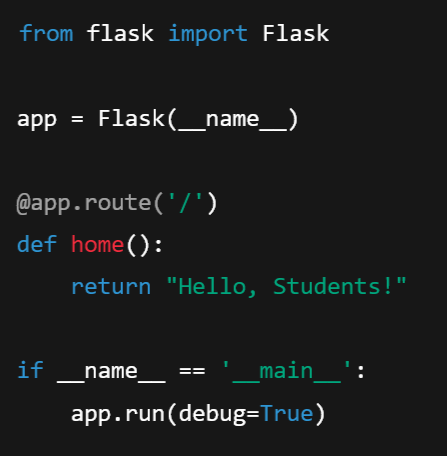 from flask import Flask
app = Flask(__name__)
@app.route('/')
def home():
    return "Hello, Students!"
if __name__ == '__main__':
    app.run(debug=True)